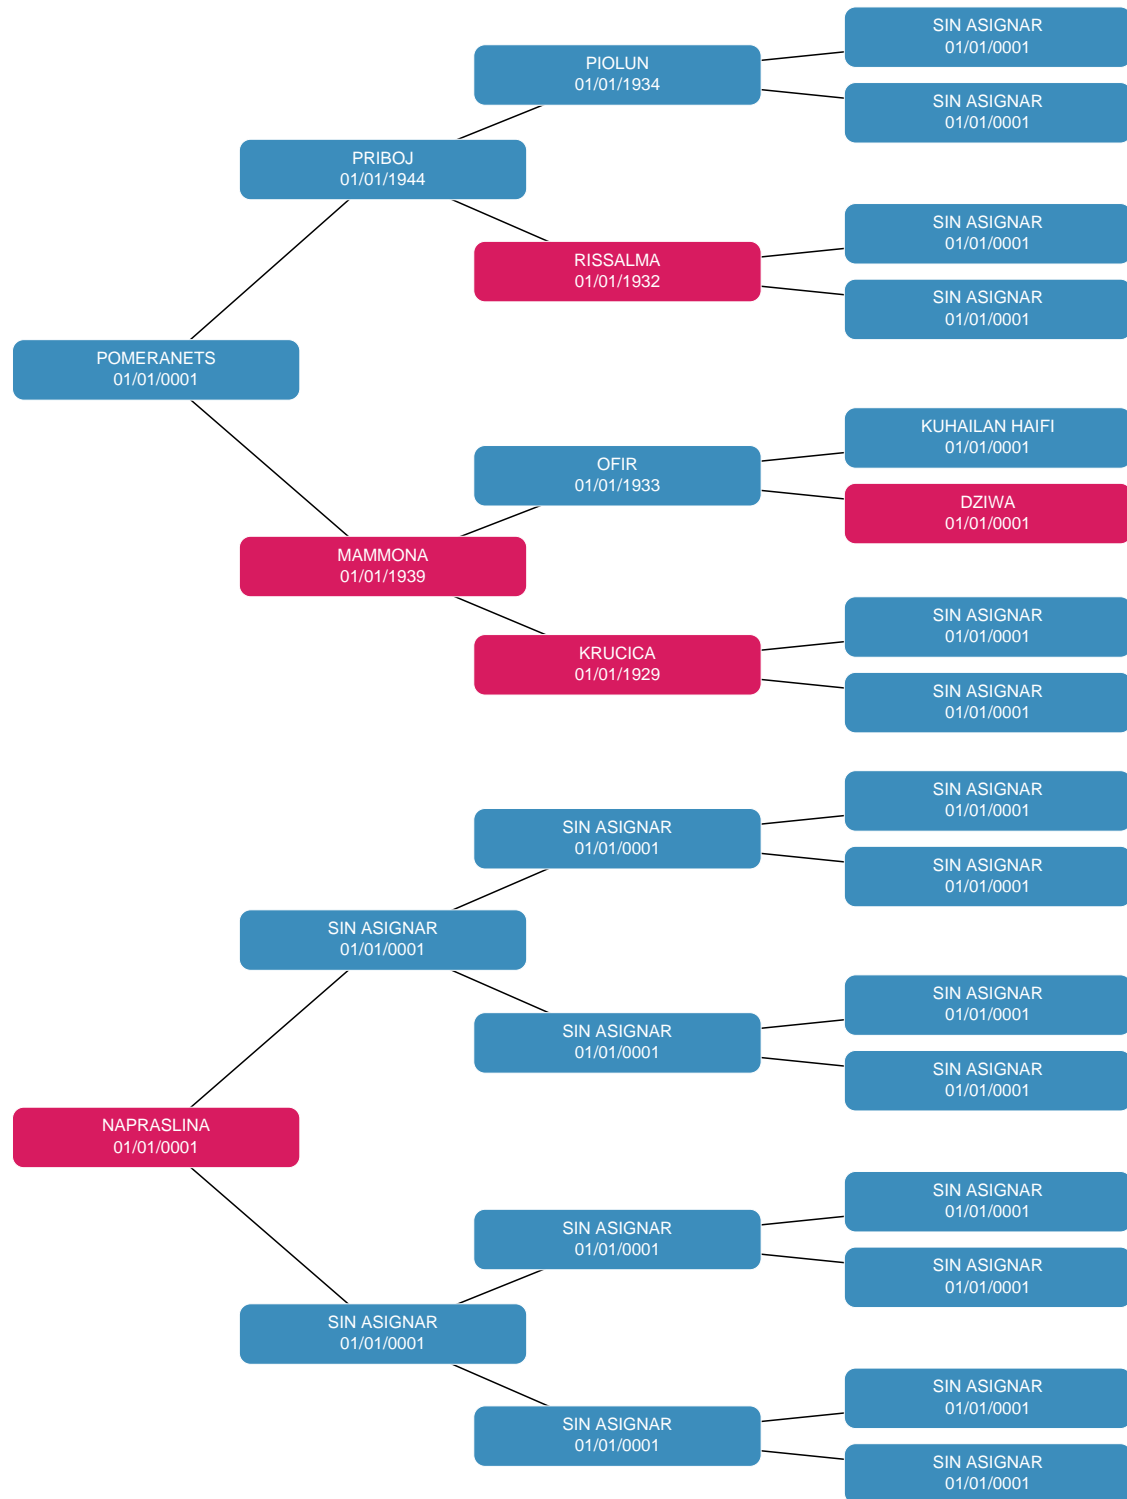 SIN ASIGNAR
01/01/0001
PIOLUN
01/01/1934
SIN ASIGNAR
01/01/0001
PRIBOJ
01/01/1944
SIN ASIGNAR
01/01/0001
RISSALMA
01/01/1932
SIN ASIGNAR
01/01/0001
POMERANETS
01/01/0001
KUHAILAN HAIFI
01/01/0001
OFIR
01/01/1933
DZIWA
01/01/0001
MAMMONA
01/01/1939
SIN ASIGNAR
01/01/0001
KRUCICA
01/01/1929
SIN ASIGNAR
01/01/0001
SIN ASIGNAR
01/01/0001
SIN ASIGNAR
01/01/0001
SIN ASIGNAR
01/01/0001
SIN ASIGNAR
01/01/0001
SIN ASIGNAR
01/01/0001
SIN ASIGNAR
01/01/0001
SIN ASIGNAR
01/01/0001
NAPRASLINA
01/01/0001
SIN ASIGNAR
01/01/0001
SIN ASIGNAR
01/01/0001
SIN ASIGNAR
01/01/0001
SIN ASIGNAR
01/01/0001
SIN ASIGNAR
01/01/0001
SIN ASIGNAR
01/01/0001
SIN ASIGNAR
01/01/0001